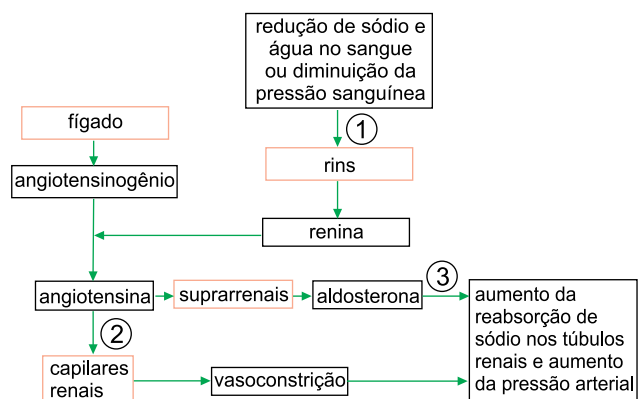 redução de sódio e
água no sangue
ou diminuição da
pressão sanguínea
1
fígado
rins
angiotensinogênio
renina
angiotensina
suprarrenais
aldosterona
3
aumento da
reabsorção de
sódio nos túbulos
renais e aumento
da pressão arterial
2
capilares
renais
vasoconstrição